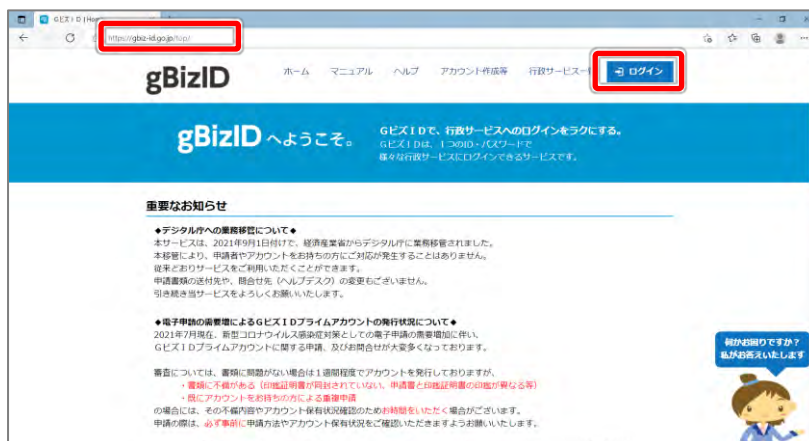 GビズID | Home
https://gbiz-id.go.jp/top/
gBizID
ホーム マニュアル ヘルプ アカウント作成等 行政サービス一 ログイン
gBizID へようこそ。
GビズIDで、行政サービスへのログインをラクにする。
GビズIDは、1つのID・パスワードで
様々な行政サービスにログインできるサービスです。
重要なお知らせ
◆デジタル庁への業務移管について◆
本サービスは、2021年9月1日付けで、経済産業省からデジタル庁に業務移管されました。
本移管により、申請者やアカウントをお持ちの方にご対応が発生することはありません。
従来どおりサービスをご利用いただくことができます。
申請書類の送付先や、問合せ先（ヘルプデスク）の変更もございません。
引き続き当サービスをよろしくお願いいたします。
◆電子申請の需要増によるGビズIDプライムアカウントの発行状況について◆
2021年7月現在、新型コロナウイルス感染症対策としての電子申請の需要増加に伴い、
GビズIDプライムアカウントに関する申請、及びお問合せが大変多くなっております。
審査については、書類に問題がない場合は1週間程度でアカウントを発行しておりますが、
・書類に不備がある（印鑑証明書が同封されていない、申請書と印鑑証明書の印鑑が異なる等）
・既にアカウントをお持ちの方による重複申請
の場合には、その不備内容やアカウント保有状況確認のためお時間をいただく場合がございます。
申請の際は、必ず事前に申請方法やアカウント保有状況をご確認いただきますようお願いいたします。
何かお困りですか？
私がお答えいたします